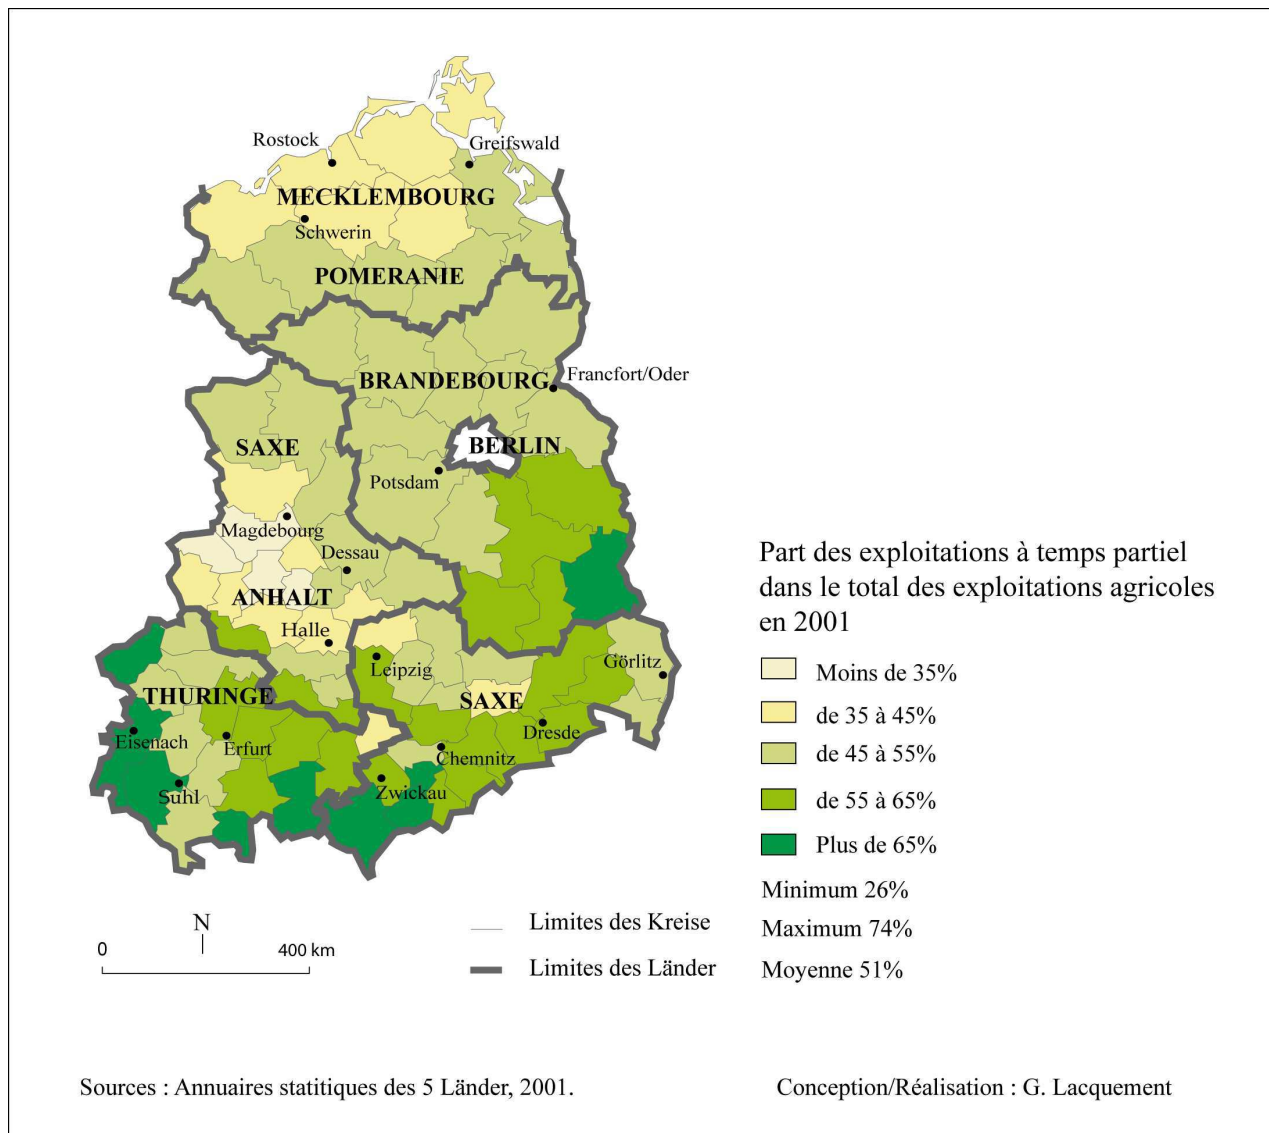 Rostock
Greifswald
MECKLEMBOURG
Schwerin
POMERANIE
BRANDEBOURG
Francfort/Oder
SAXE
BERLIN
Potsdam
Magdebourg
Dessau
ANHALT
Halle
Leipzig
Görlitz
THURINGE
SAXE
Eisenach
Erfurt
Dresde
Chemnitz
Suhl
Zwickau
Part des exploitations à temps partiel
dans le total des exploitations agricoles
en 2001
Moins de 35%
de 35 à 45%
de 45 à 55%
de 55 à 65%
Plus de 65%
Minimum 26%
Maximum 74%
Moyenne 51%
N
0 400 km
Limites des Kreise
Limites des Länder
Sources : Annuaires statitiques des 5 Länder, 2001.
Conception/Réalisation : G. Lacquement